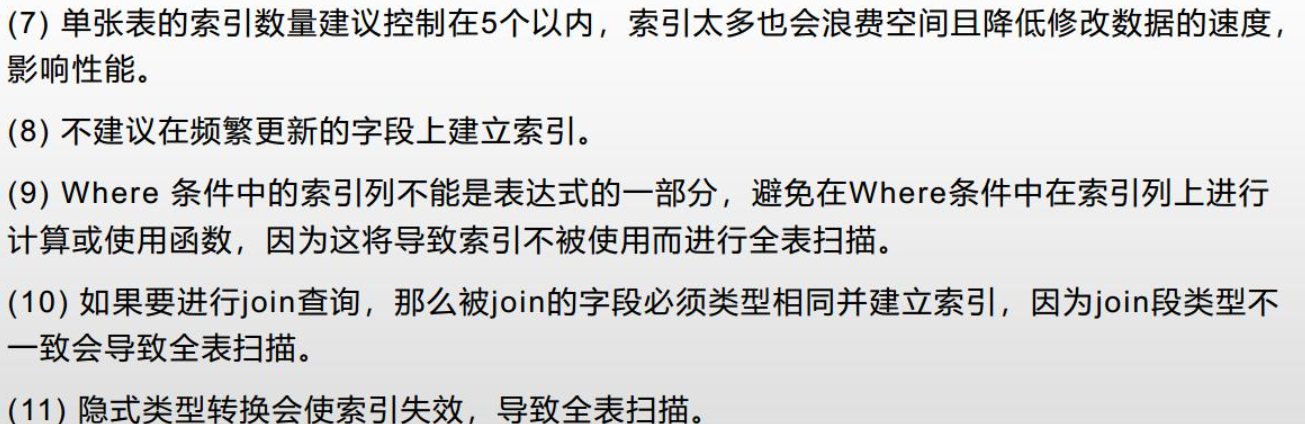 (7) 单张表的索引数量建议控制在5个以内，索引太多也会浪费空间且降低修改数据的速度，
影响性能。
(8) 不建议在频繁更新的字段上建立索引。
(9) Where 条件中的索引列不能是表达式的一部分，避免在Where条件中在索引列上进行
计算或使用函数，因为这将导致索引不被使用而进行全表扫描。
(10) 如果要进行join查询，那么被join的字段必须类型相同并建立索引，因为join段类型不
一致会导致全表扫描。
(11) 隐式类型转换会使索引失效，导致全表扫描。